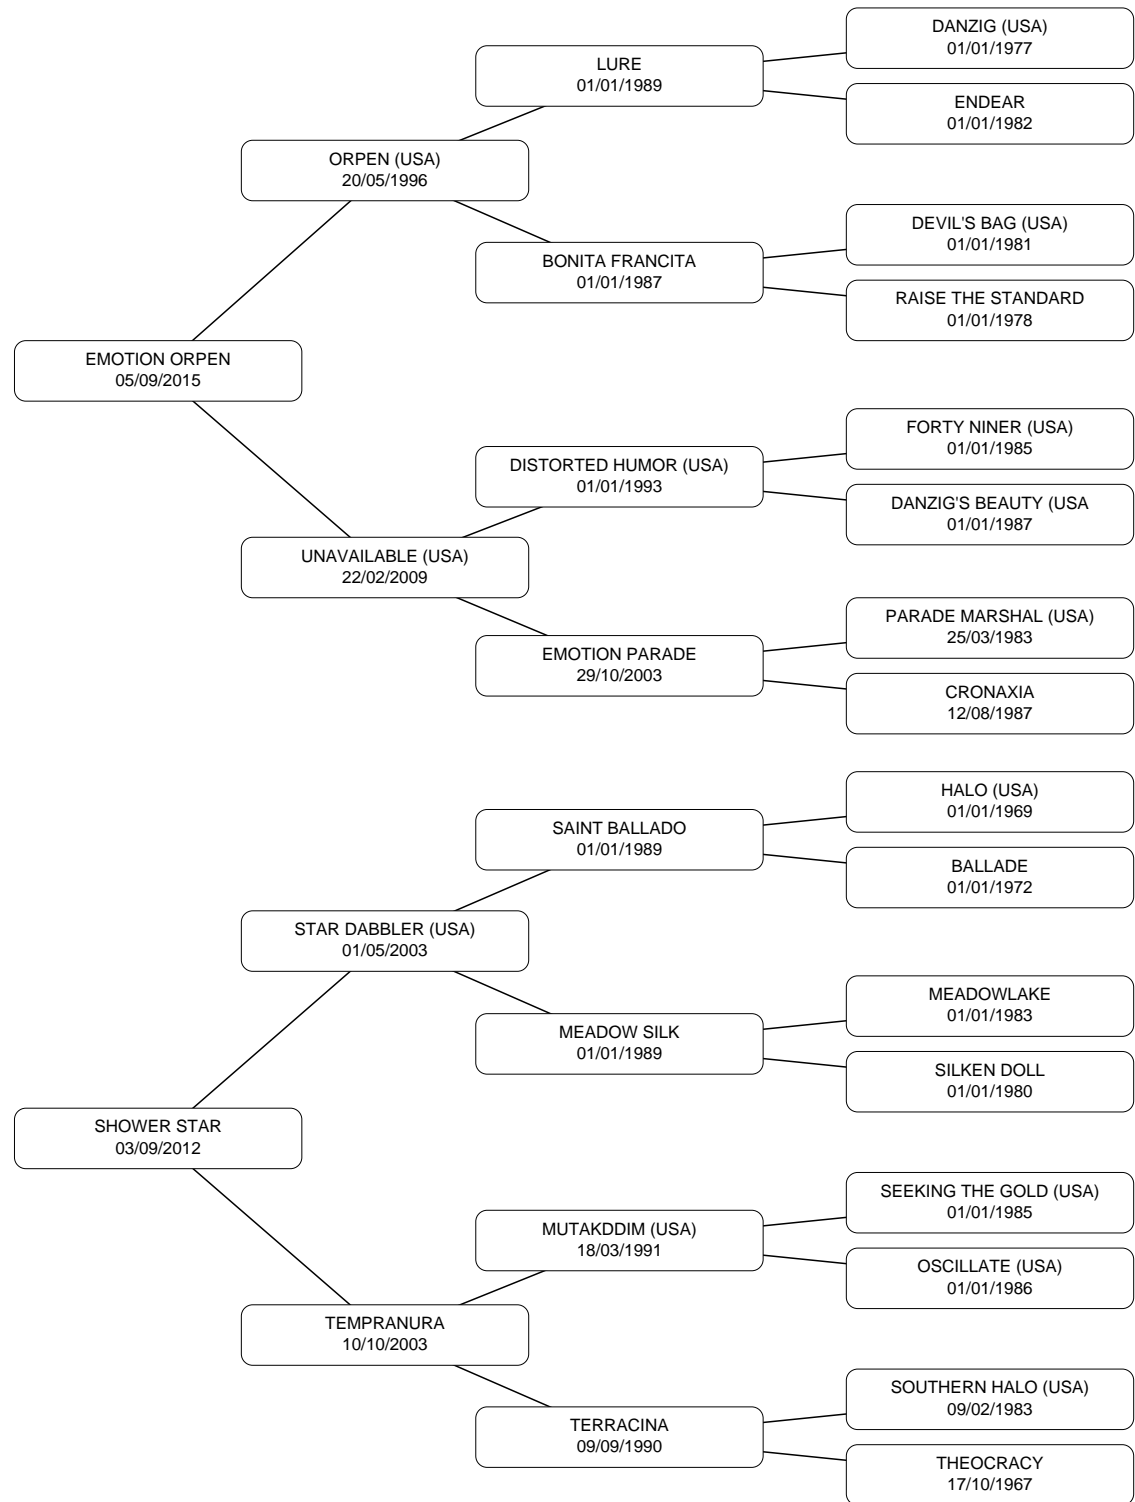 DANZIG (USA)
01/01/1977
LURE
01/01/1989
ENDEAR
01/01/1982
ORPEN (USA)
20/05/1996
DEVIL'S BAG (USA)
01/01/1981
BONITA FRANCITA
01/01/1987
RAISE THE STANDARD
01/01/1978
EMOTION ORPEN
05/09/2015
FORTY NINER (USA)
01/01/1985
DISTORTED HUMOR (USA)
01/01/1993
DANZIG'S BEAUTY (USA
01/01/1987
UNAVAILABLE (USA)
22/02/2009
PARADE MARSHAL (USA)
25/03/1983
EMOTION PARADE
29/10/2003
CRONAXIA
12/08/1987
HALO (USA)
01/01/1969
SAINT BALLADO
01/01/1989
BALLADE
01/01/1972
STAR DABBLER (USA)
01/05/2003
MEADOWLAKE
01/01/1983
MEADOW SILK
01/01/1989
SILKEN DOLL
01/01/1980
SHOWER STAR
03/09/2012
SEEKING THE GOLD (USA)
01/01/1985
MUTAKDDIM (USA)
18/03/1991
OSCILLATE (USA)
01/01/1986
TEMPRANURA
10/10/2003
SOUTHERN HALO (USA)
09/02/1983
TERRACINA
09/09/1990
THEOCRACY
17/10/1967